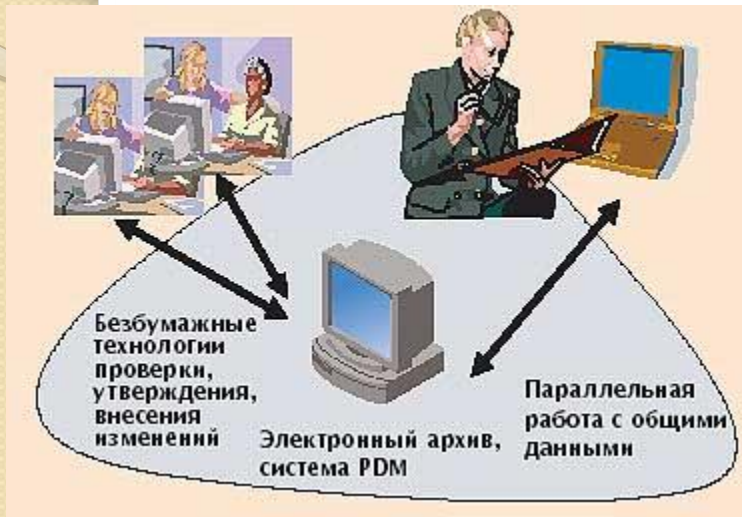 Безбумажные
технологии
проверки,
утверждения,
внесения
изменений
Электронный архив,
система PDM
Параллельная
работа с общими
данными